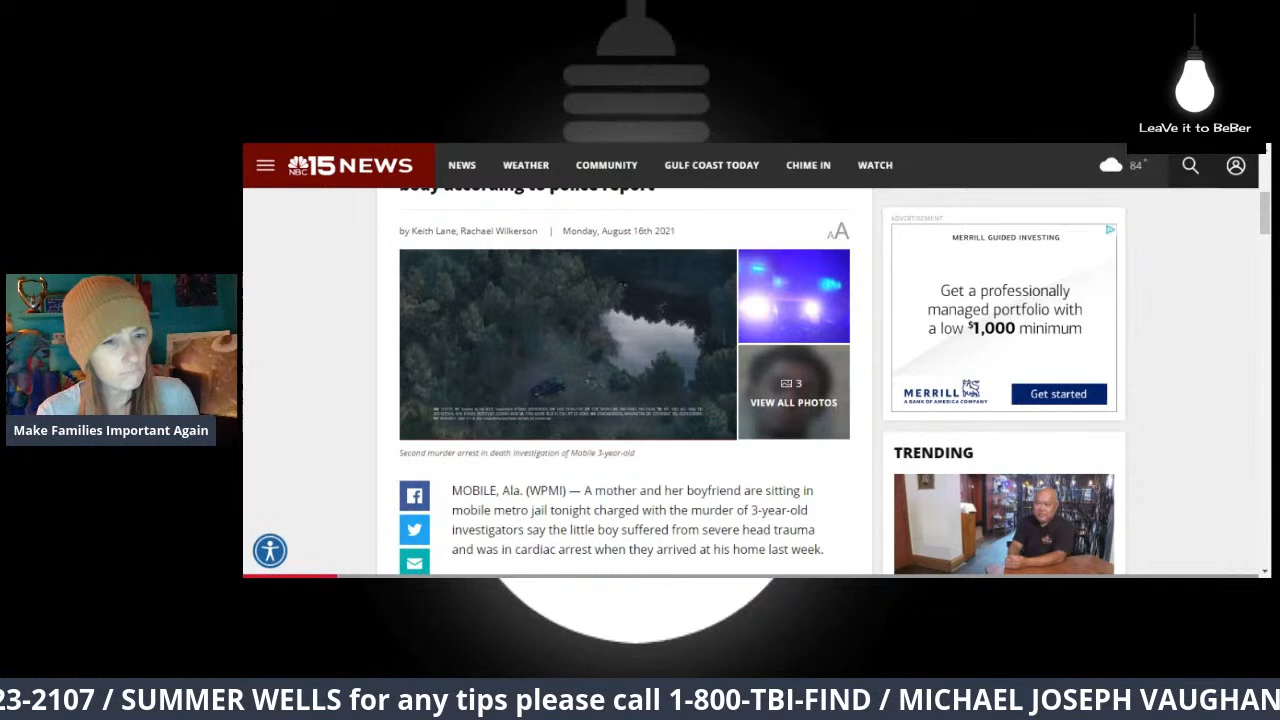 LeaVe it to BeBer
NBC 15 NEWS
NEWS WEATHER COMMUNITY GULF COAST TODAY CHIME IN WATCH
84°
body according to police report
by Keith Lane, Rachael Wilkerson | Monday, August 16th 2021
AA
3
VIEW ALL PHOTOS
Second murder arrest in death investigation of Mobile 3-year-old
MOBILE, Ala. (WPMI) — A mother and her boyfriend are sitting in
mobile metro jail tonight charged with the murder of 3-year-old
investigators say the little boy suffered from severe head trauma
and was in cardiac arrest when they arrived at his home last week.
ADVERTISEMENT
MERRILL GUIDED INVESTING
Get a professionally
managed portfolio with
a low $1,000 minimum
MERRILL
A BANK OF AMERICA COMPANY
Get started
TRENDING
Make Families Important Again
23-2107 / SUMMER WELLS for any tips please call 1-800-TBI-FIND / MICHAEL JOSEPH VAUGHAN